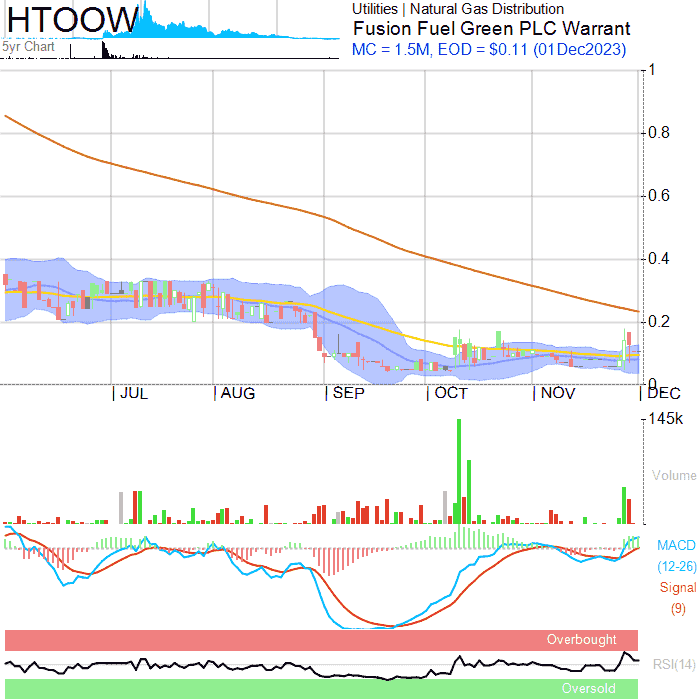 HTOOW
5yr Chart
Utilities | Natural Gas Distribution
Fusion Fuel Green PLC Warrant
MC = 1.5M, EOD = $0.11 (01Dec2023)
1
0.8
0.6
0.4
0.2
0
JUL AUG SEP OCT NOV DEC
145k
Volume
MACD
(12-26)
Signal
(9)
Overbought
RSI(14)
Oversold